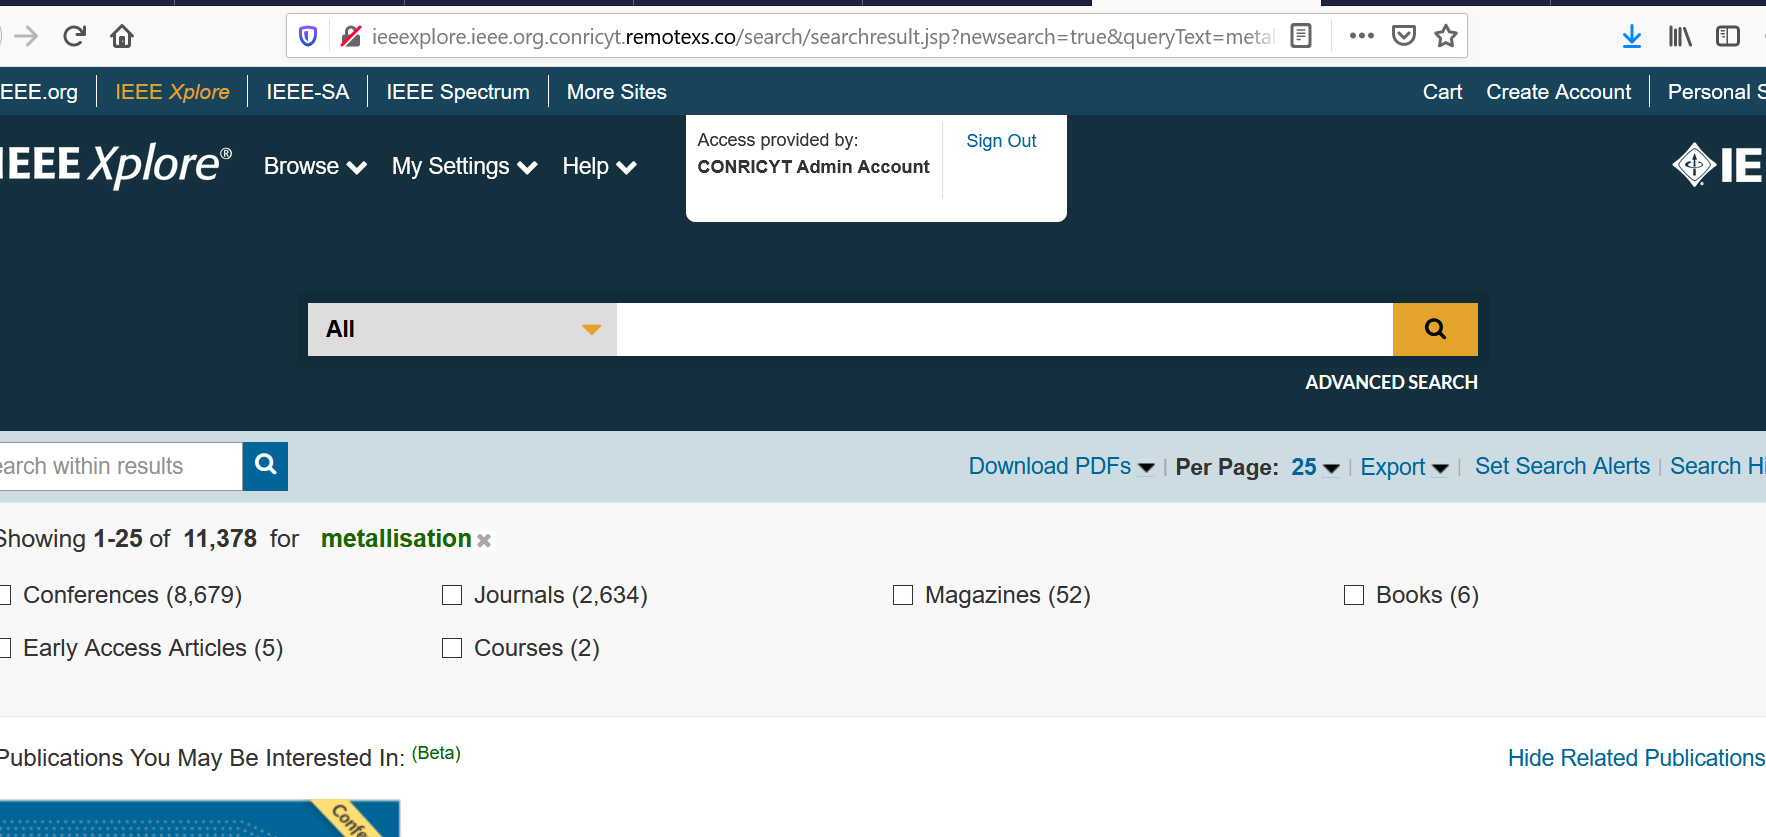 ieeexplore.ieee.org.conricyt.remotexs.co/search/searchresult.jsp?newsearch=true&queryText=metal
EEE.org IEEE Xplore IEEE-SA IEEE Spectrum More Sites Cart Create Account Personal S
IEEE Xplore® Browse My Settings Help
Access provided by:
CONRICYT Admin Account
Sign Out
IE
All
ADVANCED SEARCH
earch within results Download PDFs | Per Page: 25 | Export | Set Search Alerts | Search Hi
Showing 1-25 of 11,378 for metallisation
Conferences (8,679) Journals (2,634) Magazines (52) Books (6)
Early Access Articles (5) Courses (2)
Publications You May Be Interested In: (Beta) Hide Related Publications
Confe